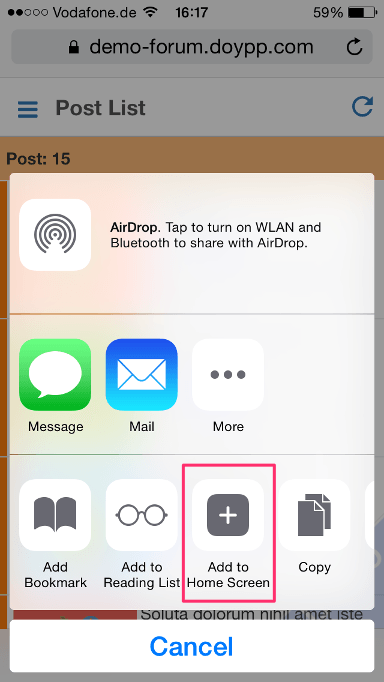 Vodafone.de 16:17 59%
demo-forum.doypp.com
Post List
Post: 15
AirDrop. Tap to turn on WLAN and
Bluetooth to share with AirDrop.
Message Mail More
Add Bookmark
Add to Reading List
Add to Home Screen
Copy
Soluta dolorum nihil amet iste
Cancel